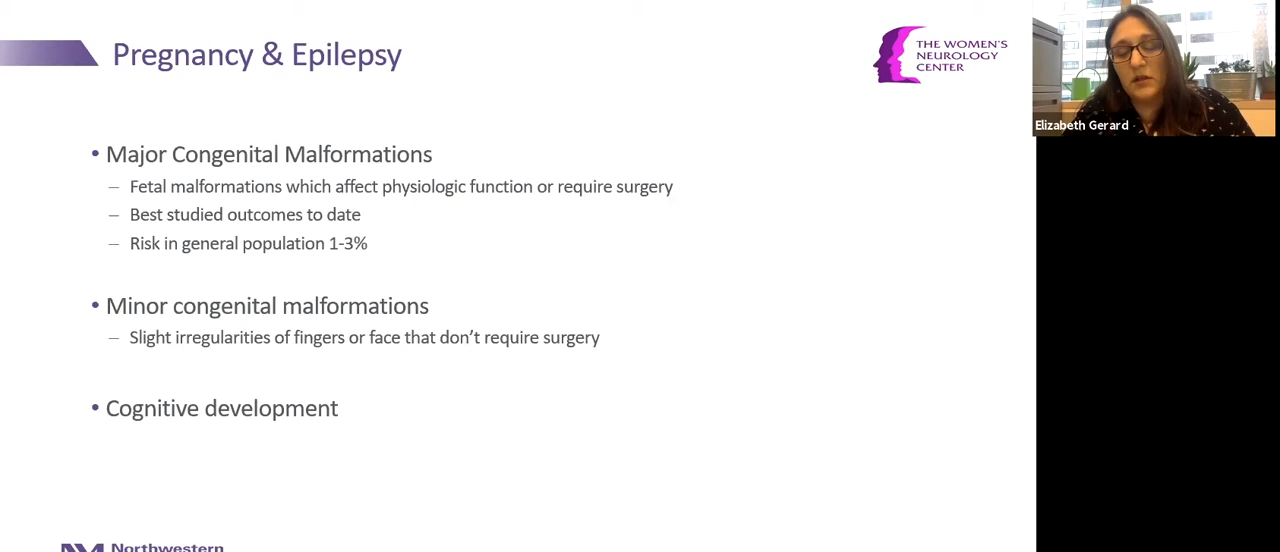 Pregnancy & Epilepsy
THE WOMEN'S
NEUROLOGY
CENTER
Elizabeth Gerard
• Major Congenital Malformations
– Fetal malformations which affect physiologic function or require surgery
– Best studied outcomes to date
– Risk in general population 1-3%
• Minor congenital malformations
– Slight irregularities of fingers or face that don't require surgery
• Cognitive development
NM Northwestern